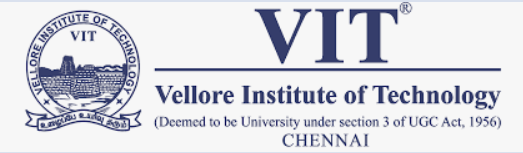 VELLORE INSTITUTE OF TECHNOLOGY
VIT
VIT®
Vellore Institute of Technology
(Deemed to be University under section 3 of UGC Act, 1956)
CHENNAI